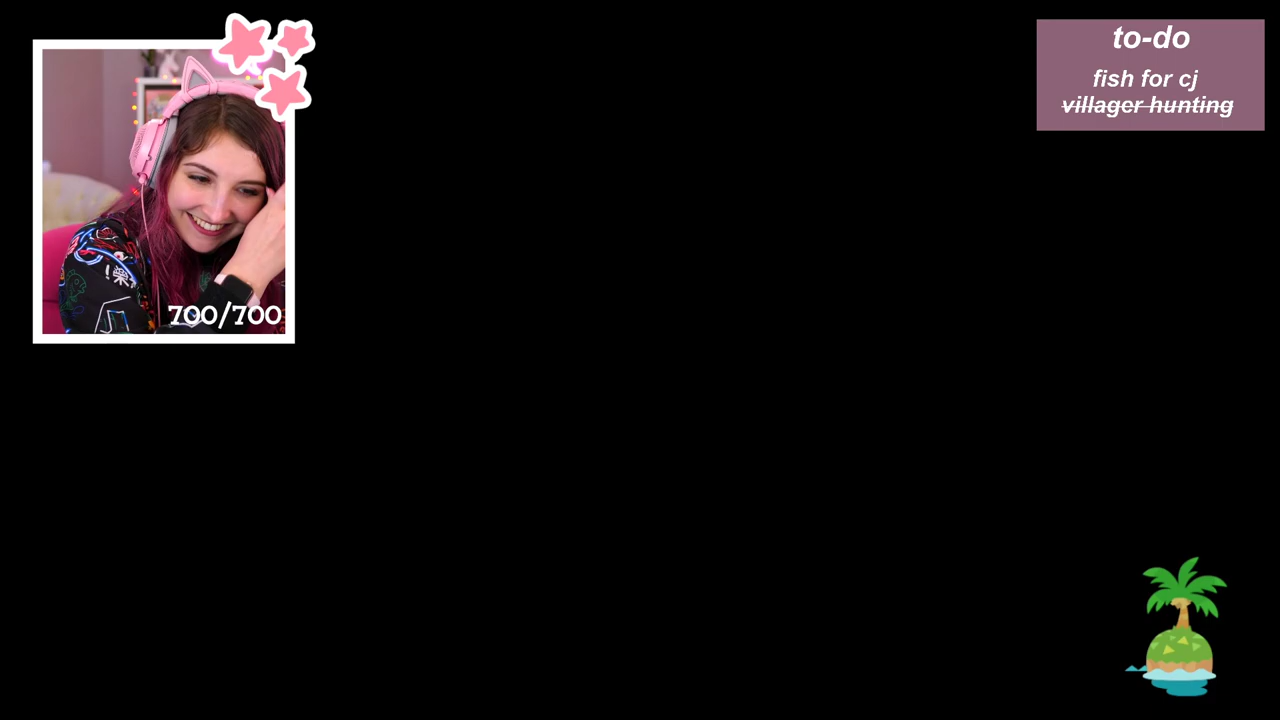 to-do
fish for cj
villager hunting
700/700